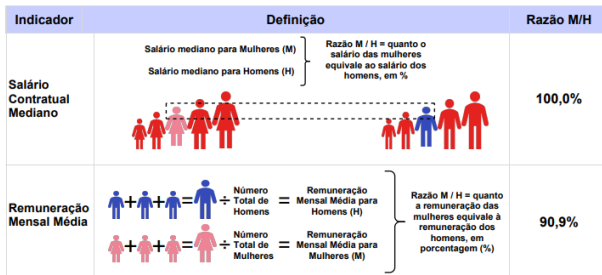 Indicador
Definição
Razão M/H
Salário
Contratual
Mediano
Salário mediano para Mulheres (M)
Salário mediano para Homens (H)
Razão M / H = quanto o
salário das mulheres
equivale ao salário dos
homens, em %
100,0%
Remuneração
Mensal Média
+ + = ÷
Número
Total de
Homens
=
Remuneração
Mensal Média para
Homens (H)
+ + = ÷
Número
Total de
Mulheres
=
Remuneração
Mensal Média para
Mulheres (M)
Razão M / H = quanto
a remuneração das
mulheres equivale à
remuneração dos
homens, em
porcentagem (%)
90,9%